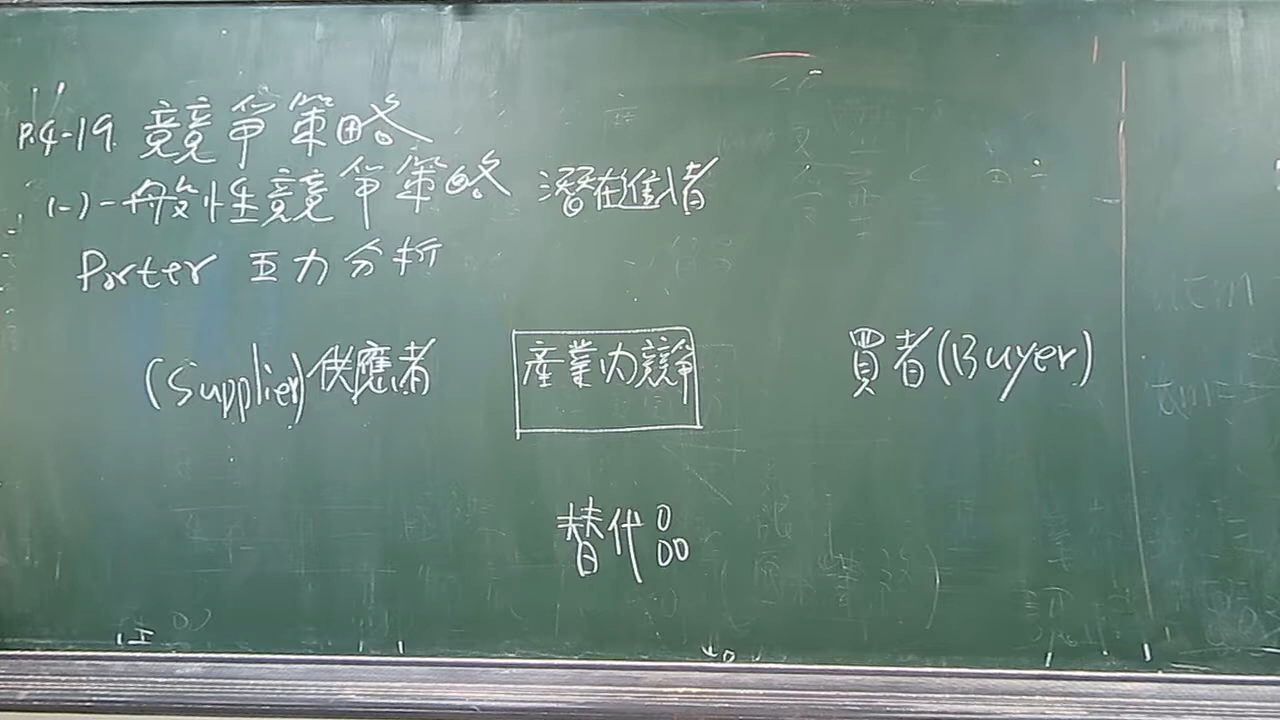 P.4-19. 競爭策略
(一)一般性競爭策略
潛在進者
Porter 五力分析
(Supplier)供應者
產業內競爭
買者(Buyer)
替代品